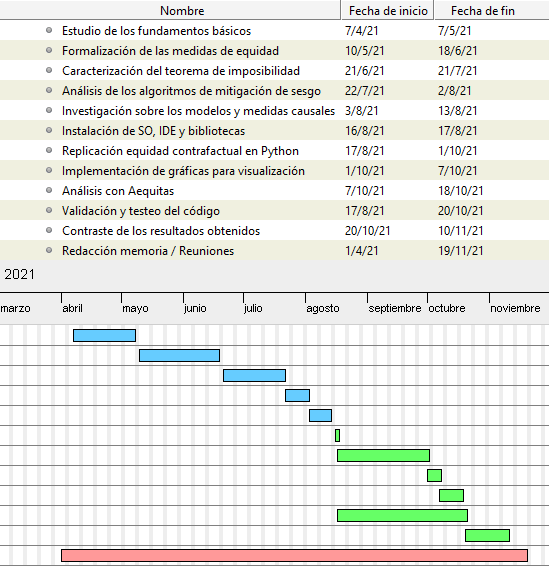 Nombre Fecha de inicio Fecha de fin
Estudio de los fundamentos básicos 7/4/21 7/5/21
Formalización de las medidas de equidad 10/5/21 18/6/21
Caracterización del teorema de imposibilidad 21/6/21 21/7/21
Análisis de los algoritmos de mitigación de sesgo 22/7/21 2/8/21
Investigación sobre los modelos y medidas causales 3/8/21 13/8/21
Instalación de SO, IDE y bibliotecas 16/8/21 17/8/21
Replicación equidad contrafactual en Python 17/8/21 1/10/21
Implementación de gráficas para visualización 1/10/21 7/10/21
Análisis con Aequitas 7/10/21 18/10/21
Validación y testeo del código 17/8/21 20/10/21
Contraste de los resultados obtenidos 20/10/21 10/11/21
Redacción memoria / Reuniones 1/4/21 19/11/21
2021
marzo abril mayo junio julio agosto septiembre octubre noviembre